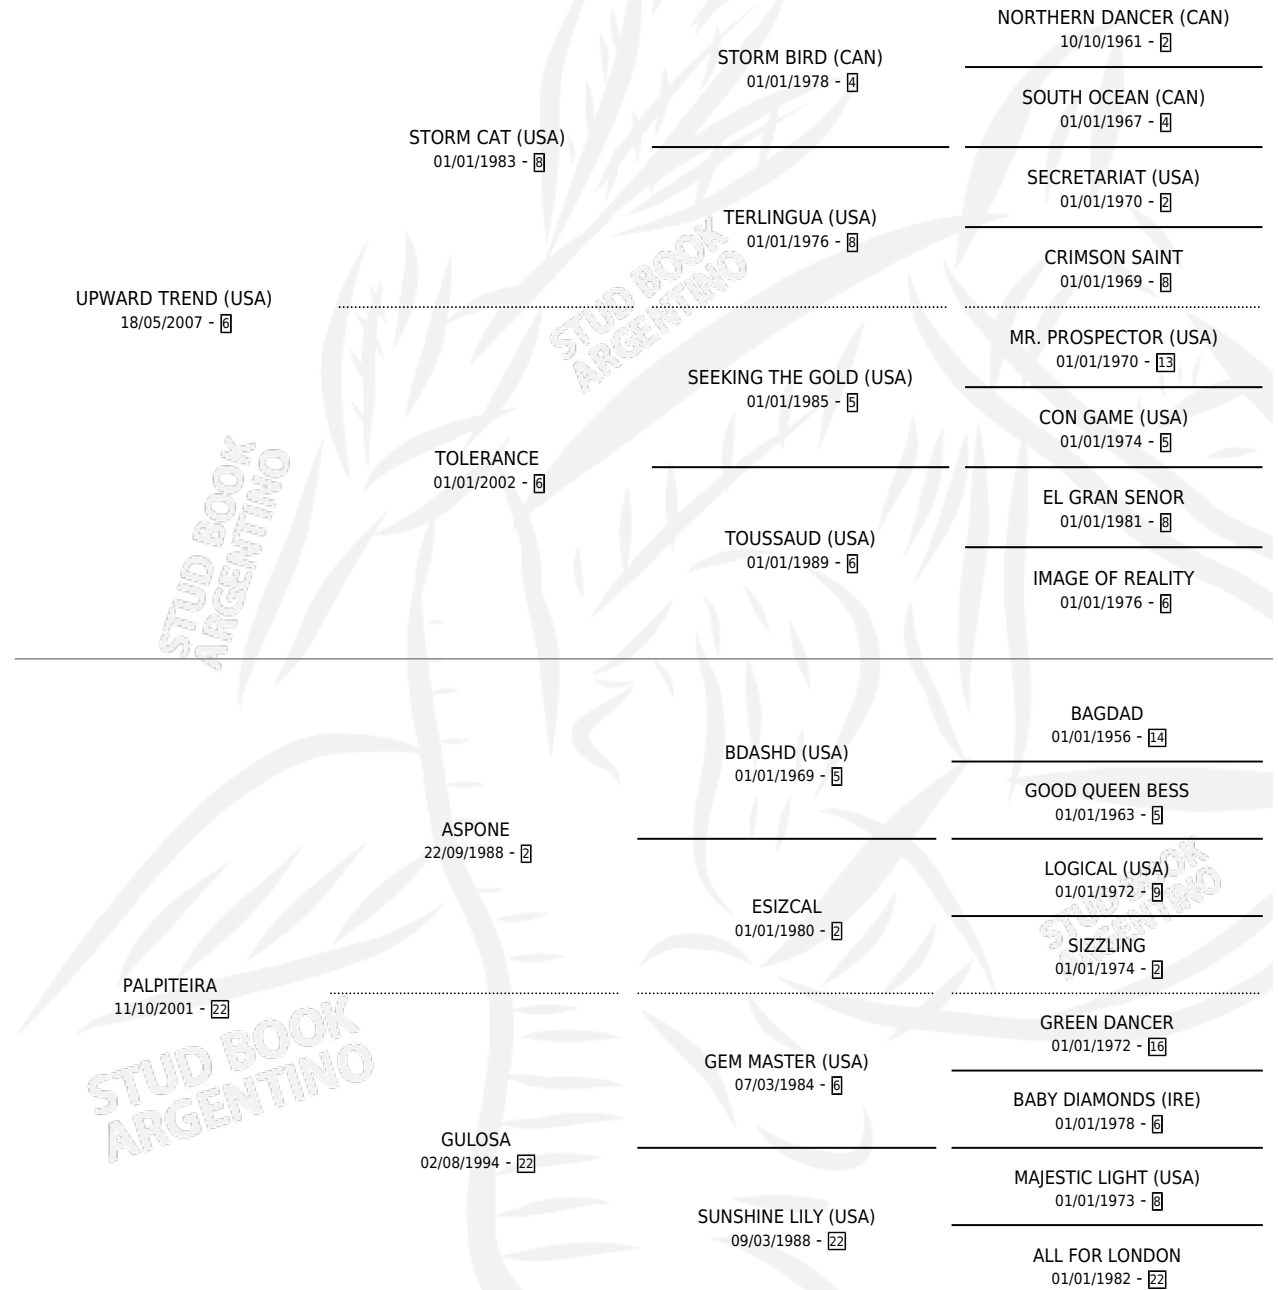 NORTHERN DANCER (CAN)
10/10/1961 - 2
STORM BIRD (CAN)
01/01/1978 - 4
SOUTH OCEAN (CAN)
01/01/1967 - 4
STORM CAT (USA)
01/01/1983 - 8
SECRETARIAT (USA)
01/01/1970 - 2
TERLINGUA (USA)
01/01/1976 - 8
CRIMSON SAINT
01/01/1969 - 8
UPWARD TREND (USA)
18/05/2007 - 6
MR. PROSPECTOR (USA)
01/01/1970 - 13
SEEKING THE GOLD (USA)
01/01/1985 - 5
CON GAME (USA)
01/01/1974 - 5
TOLERANCE
01/01/2002 - 6
EL GRAN SENOR
01/01/1981 - 8
TOUSSAUD (USA)
01/01/1989 - 6
IMAGE OF REALITY
01/01/1976 - 6
BAGDAD
01/01/1956 - 14
BDASHD (USA)
01/01/1969 - 5
GOOD QUEEN BESS
01/01/1963 - 5
ASPONE
22/09/1988 - 2
LOGICAL (USA)
01/01/1972 - 9
ESIZCAL
01/01/1980 - 2
SIZZLING
01/01/1974 - 2
PALPITEIRA
11/10/2001 - 22
GREEN DANCER
01/01/1972 - 16
GEM MASTER (USA)
07/03/1984 - 6
BABY DIAMONDS (IRE)
01/01/1978 - 6
GULOSA
02/08/1994 - 22
MAJESTIC LIGHT (USA)
01/01/1973 - 8
SUNSHINE LILY (USA)
09/03/1988 - 22
ALL FOR LONDON
01/01/1982 - 22
STUD BOOK
ARGENTINO
STUD BOOK
ARGENTINO
STUD BOOK
ARGENTINO
STUD BOOK
ARGENTINO